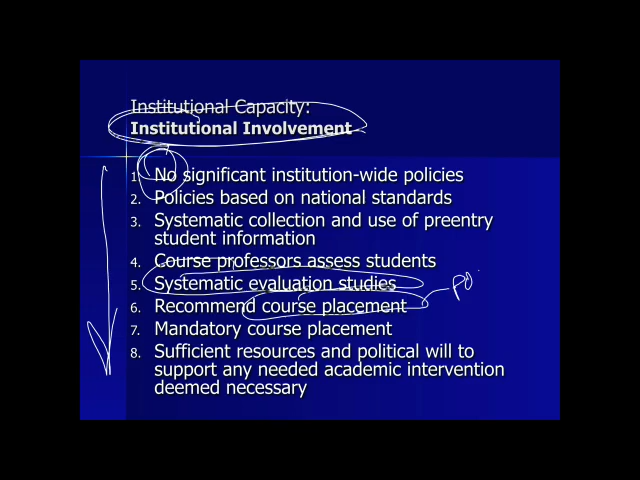 Institutional Capacity:
Institutional Involvement
1. No significant institution-wide policies
2. Policies based on national standards
3. Systematic collection and use of preentry
student information
4. Course professors assess students
5. Systematic evaluation studies
6. Recommend course placement
7. Mandatory course placement
8. Sufficient resources and political will to
support any needed academic intervention
deemed necessary